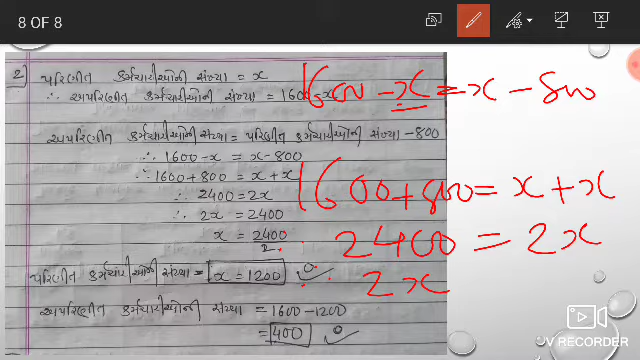 8 OF 8
2) પરિણીત કર્મચારીઓની સંખ્યા = x
∴ અપરિણીત કર્મચારીઓની સંખ્યા = 1600-x
અપરિણીત કર્મચારીઓની સંખ્યા = પરિણીત કર્મચારીઓની સંખ્યા -800
∴ 1600-x = x-800
∴ 1600+800 = x+x
∴ 2400 = 2x
∴ 2x = 2400
x = 2400/2
પરિણીત કર્મચારીઓની સંખ્યા = x = 1200
અપરિણીત કર્મચારીઓની સંખ્યા = 1600-1200
= 400
1600 - x = x - 800
1600 + 800 = x + x
2400 = 2x
2x
VU RECORDER